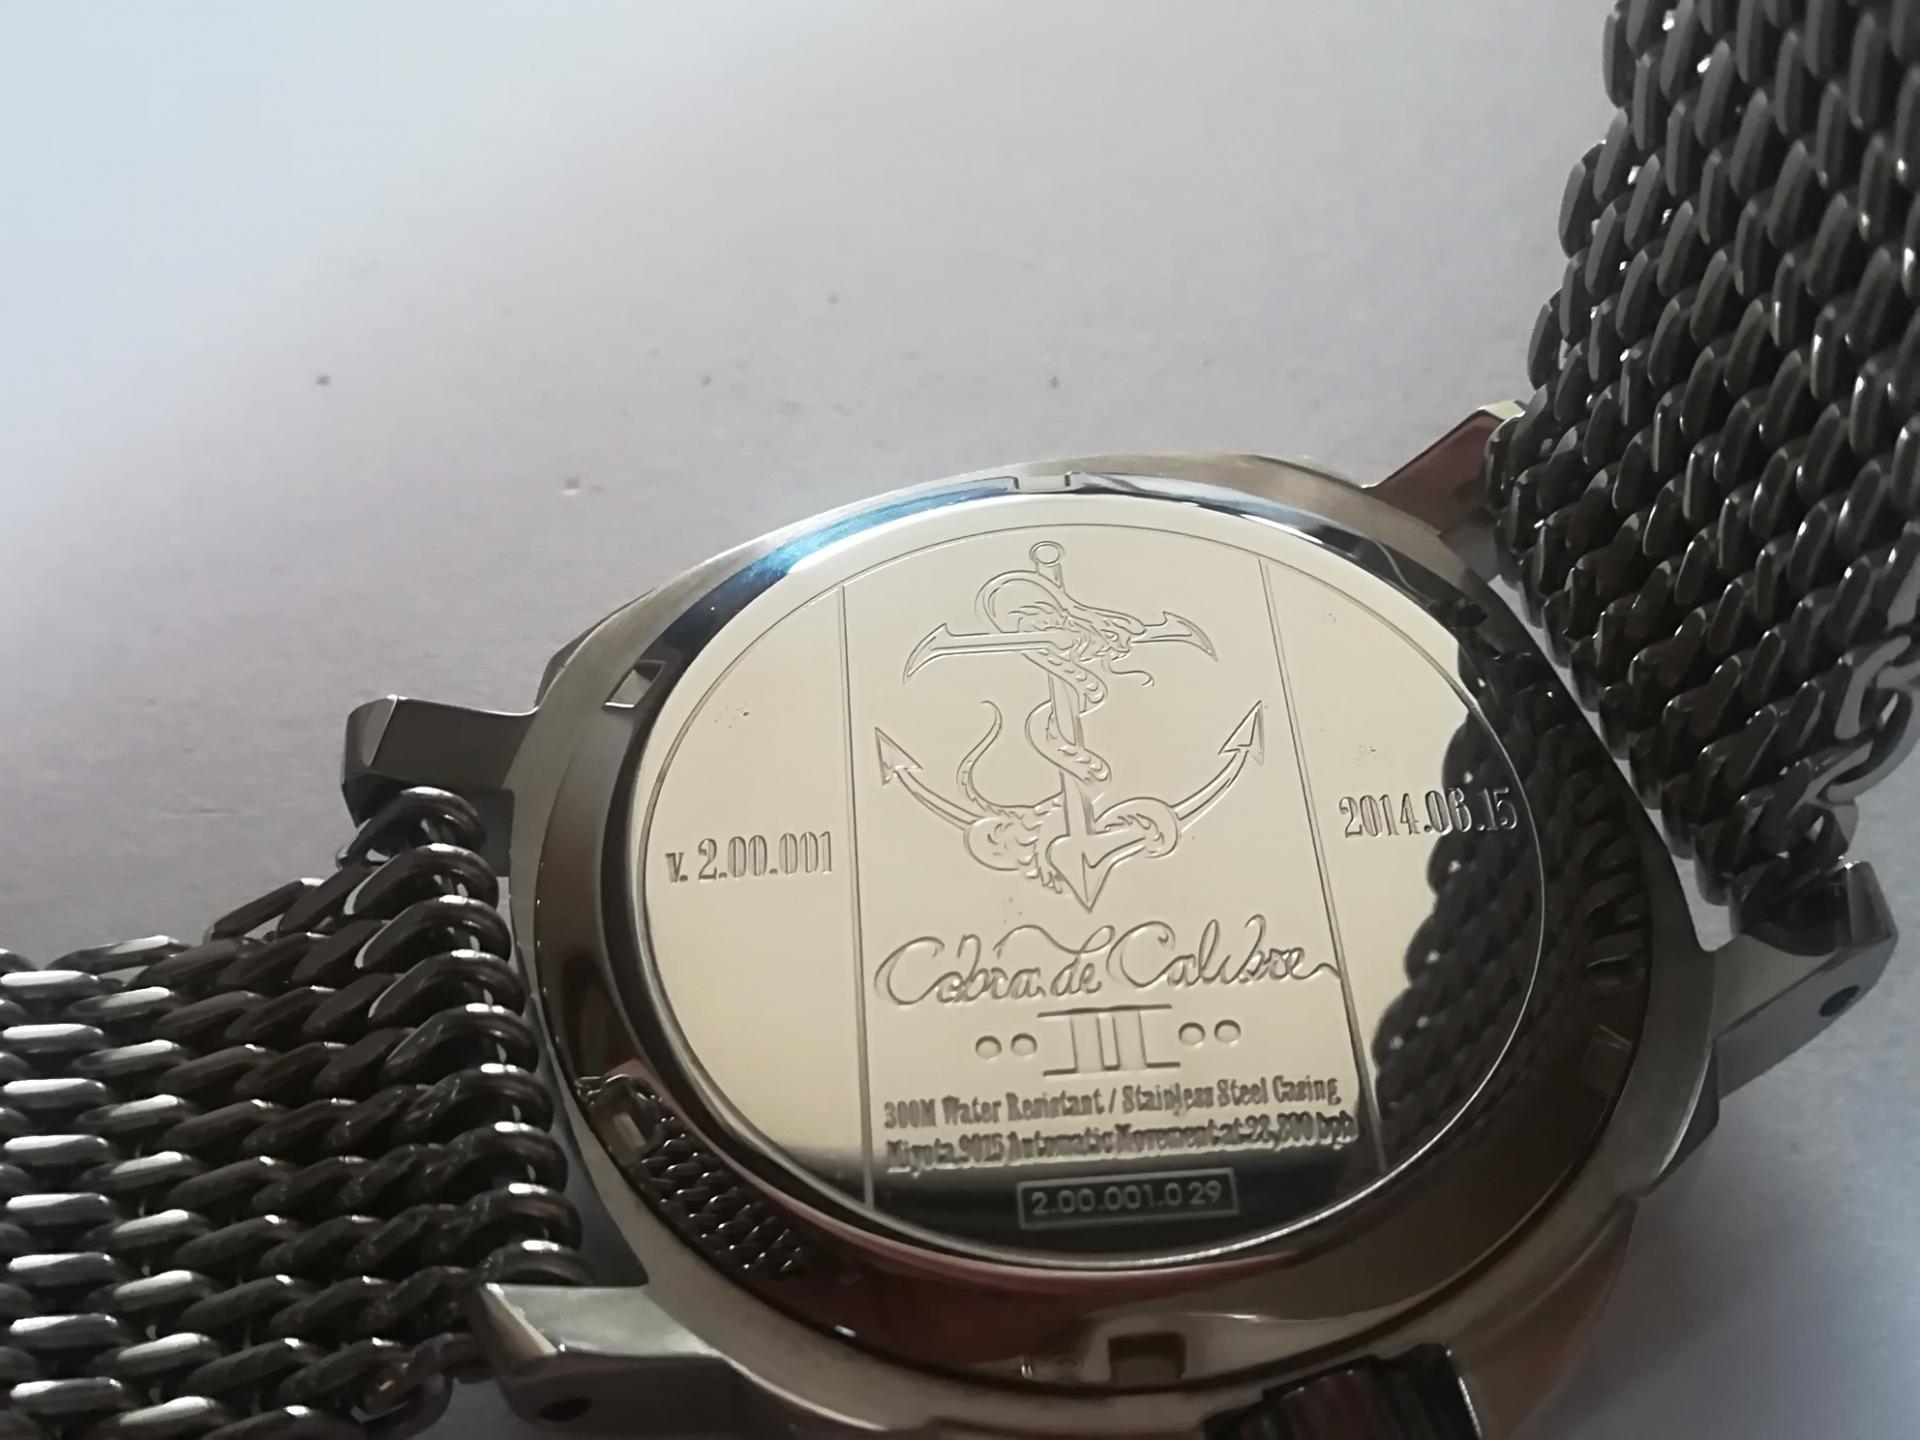 v. 2.00.001
2014.06.15
Cobra de Calibre
III
300M Water Resistant / Stainless Steel Casing
Miyota 9015 Automatic Movement at 28,800 bph
2.00.001.029